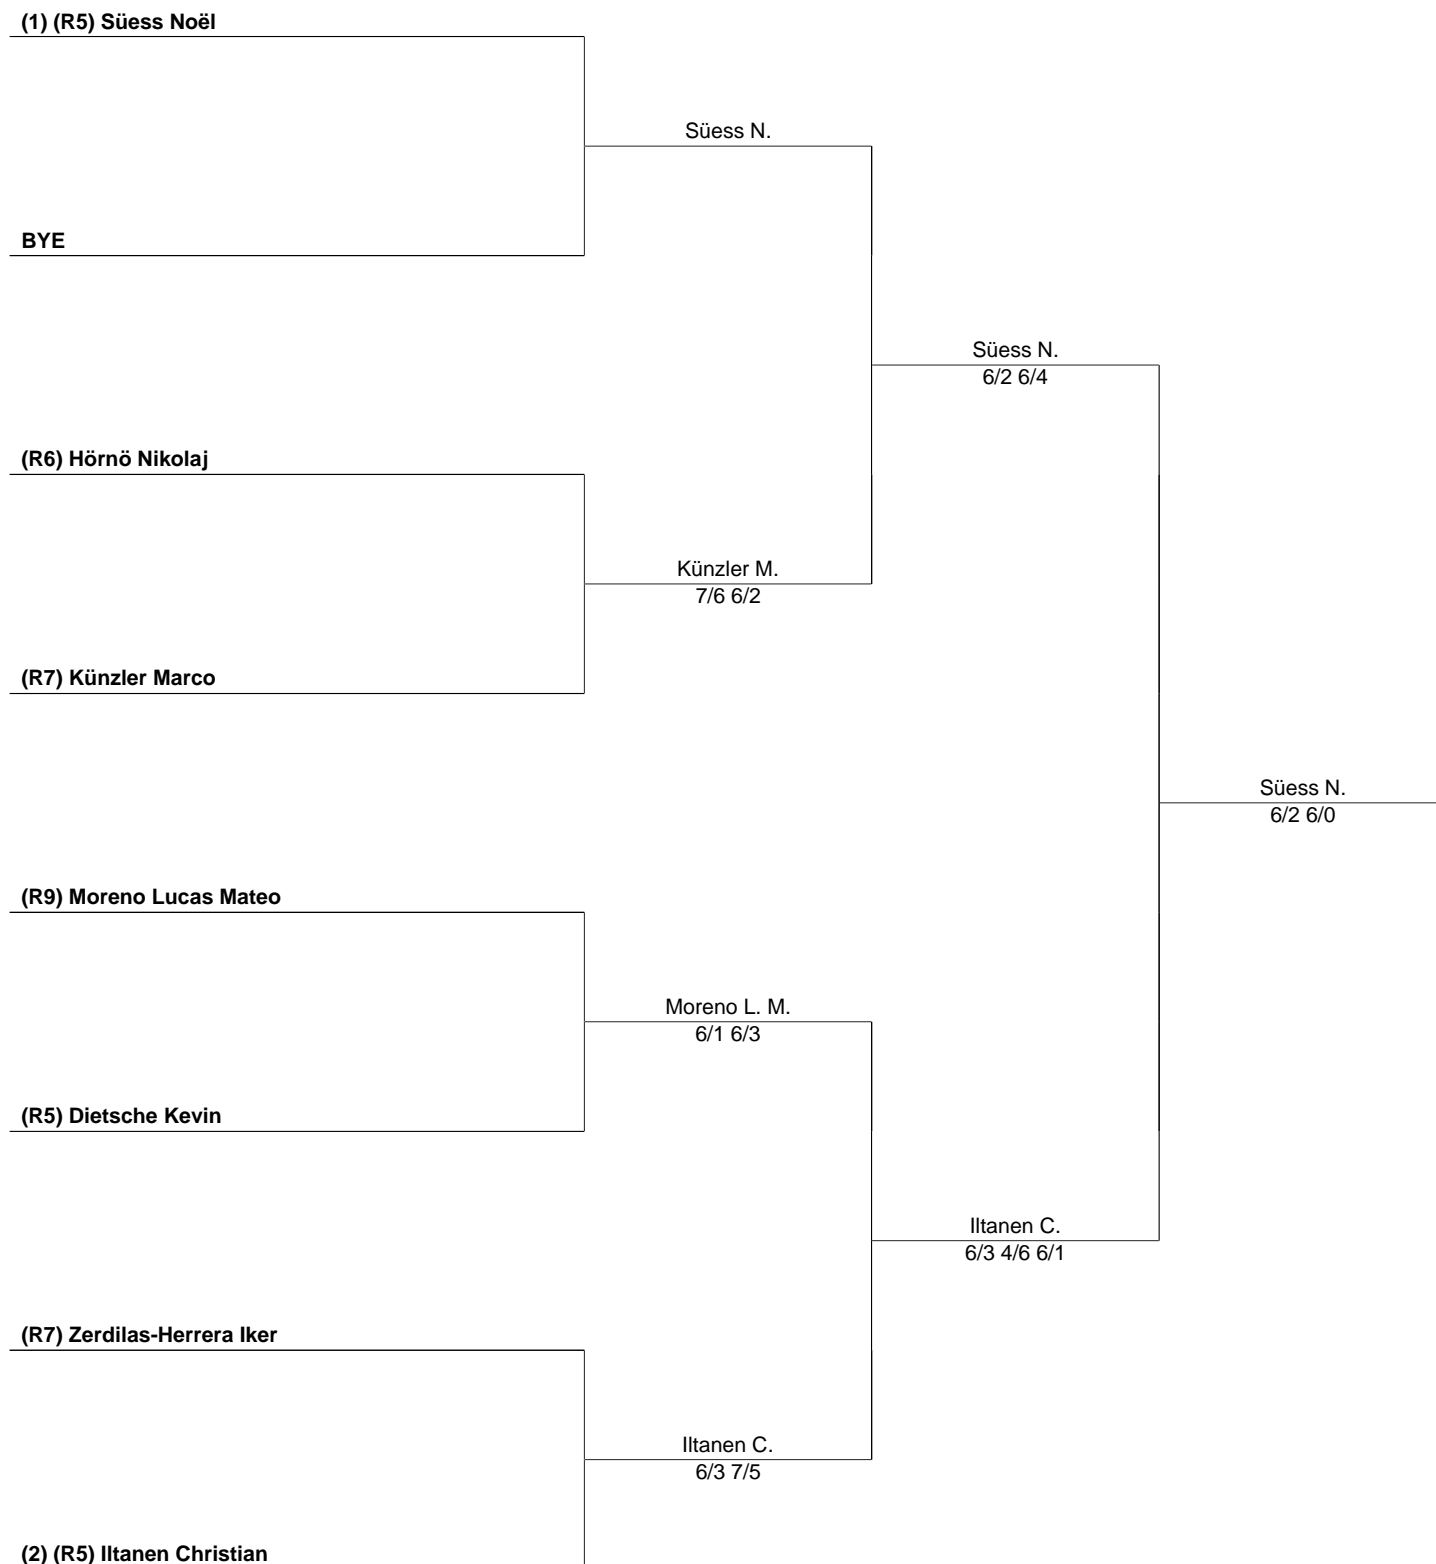 (1) (R5) Süess Noël
Süess N.
BYE
Süess N.
6/2 6/4
(R6) Hörnö Nikolaj
Künzler M.
7/6 6/2
(R7) Künzler Marco
Süess N.
6/2 6/0
(R9) Moreno Lucas Mateo
Moreno L. M.
6/1 6/3
(R5) Dietsche Kevin
Iltanen C.
6/3 4/6 6/1
(R7) Zerdilas-Herrera Iker
Iltanen C.
6/3 7/5
(2) (R5) Iltanen Christian